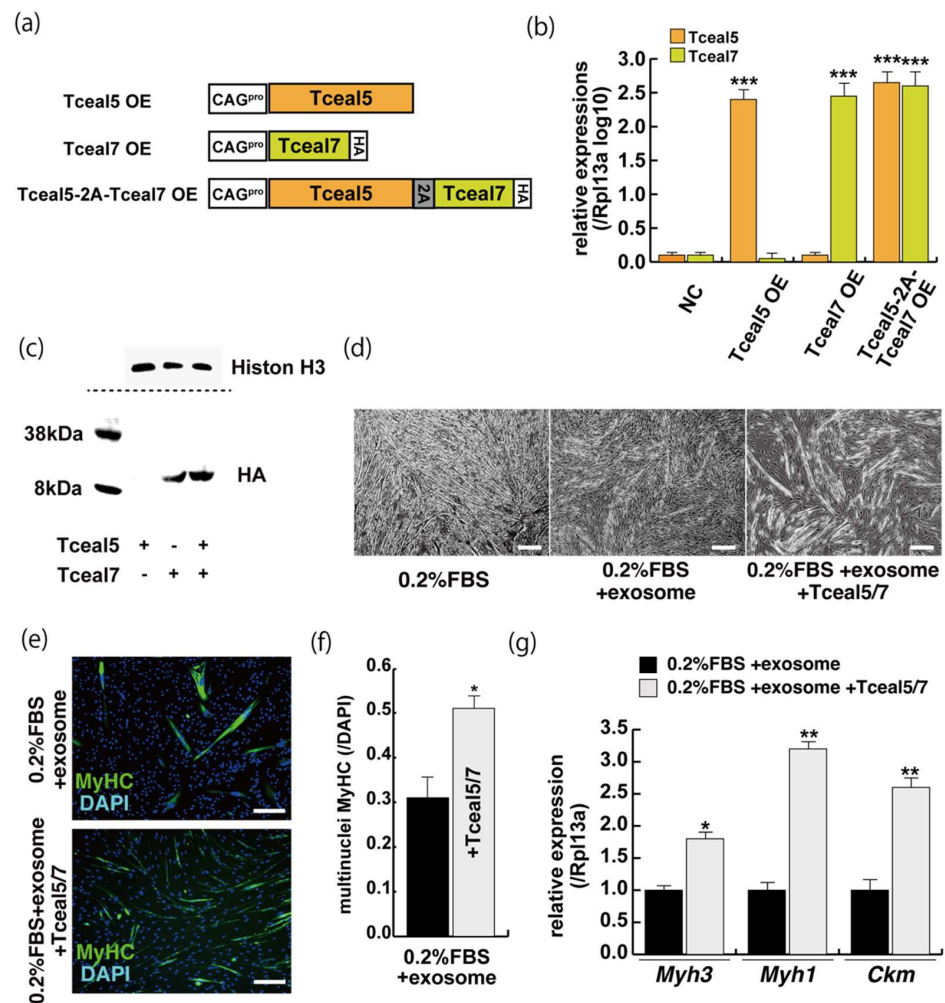 (a)
Tceal5 OE
CAGpro
Tceal5
Tceal7 OE
CAGpro
Tceal7
HA
Tceal5-2A-Tceal7 OE
CAGpro
Tceal5
2A
Tceal7
HA
(b)
Tceal5
Tceal7
relative expressions
(/Rpl13a log10)
3.0
2.5
2.0
1.5
1.0
0.5
0.0
***
***
***
***
NC
Tceal5 OE
Tceal7 OE
Tceal5-2A-
Tceal7 OE
(c)
Histon H3
38kDa
8kDa
HA
Tceal5 + - +
Tceal7 - + +
(d)
0.2%FBS
0.2%FBS
+exosome
0.2%FBS +exosome
+Tceal5/7
(e)
0.2%FBS
+exosome
MyHC
DAPI
0.2%FBS+exosome
+Tceal5/7
MyHC
DAPI
(f)
multinuclei MyHC (/DAPI)
0.6
0.5
0.4
0.3
0.2
0.1
0.0
*
+Tceal5/7
0.2%FBS
+exosome
(g)
0.2%FBS +exosome
0.2%FBS +exosome +Tceal5/7
relative expression
(/Rpl13a)
3.5
3.0
2.5
2.0
1.5
1.0
0.5
0.0
*
**
**
Myh3
Myh1
Ckm